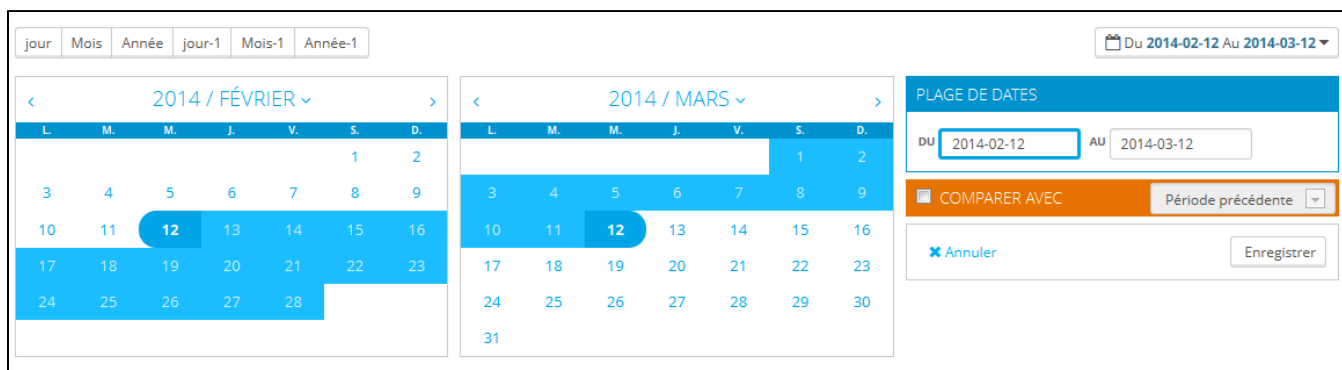 jour Mois Année jour-1 Mois-1 Année-1
Du 2014-02-12 Au 2014-03-12
2014 / FÉVRIER
L. M. M. J. V. S. D.
1 2
3 4 5 6 7 8 9
10 11 12 13 14 15 16
17 18 19 20 21 22 23
24 25 26 27 28
2014 / MARS
L. M. M. J. V. S. D.
1 2
3 4 5 6 7 8 9
10 11 12 13 14 15 16
17 18 19 20 21 22 23
24 25 26 27 28 29 30
31
PLAGE DE DATES
DU 2014-02-12 AU 2014-03-12
COMPARER AVEC Période précédente
Annuler Enregistrer